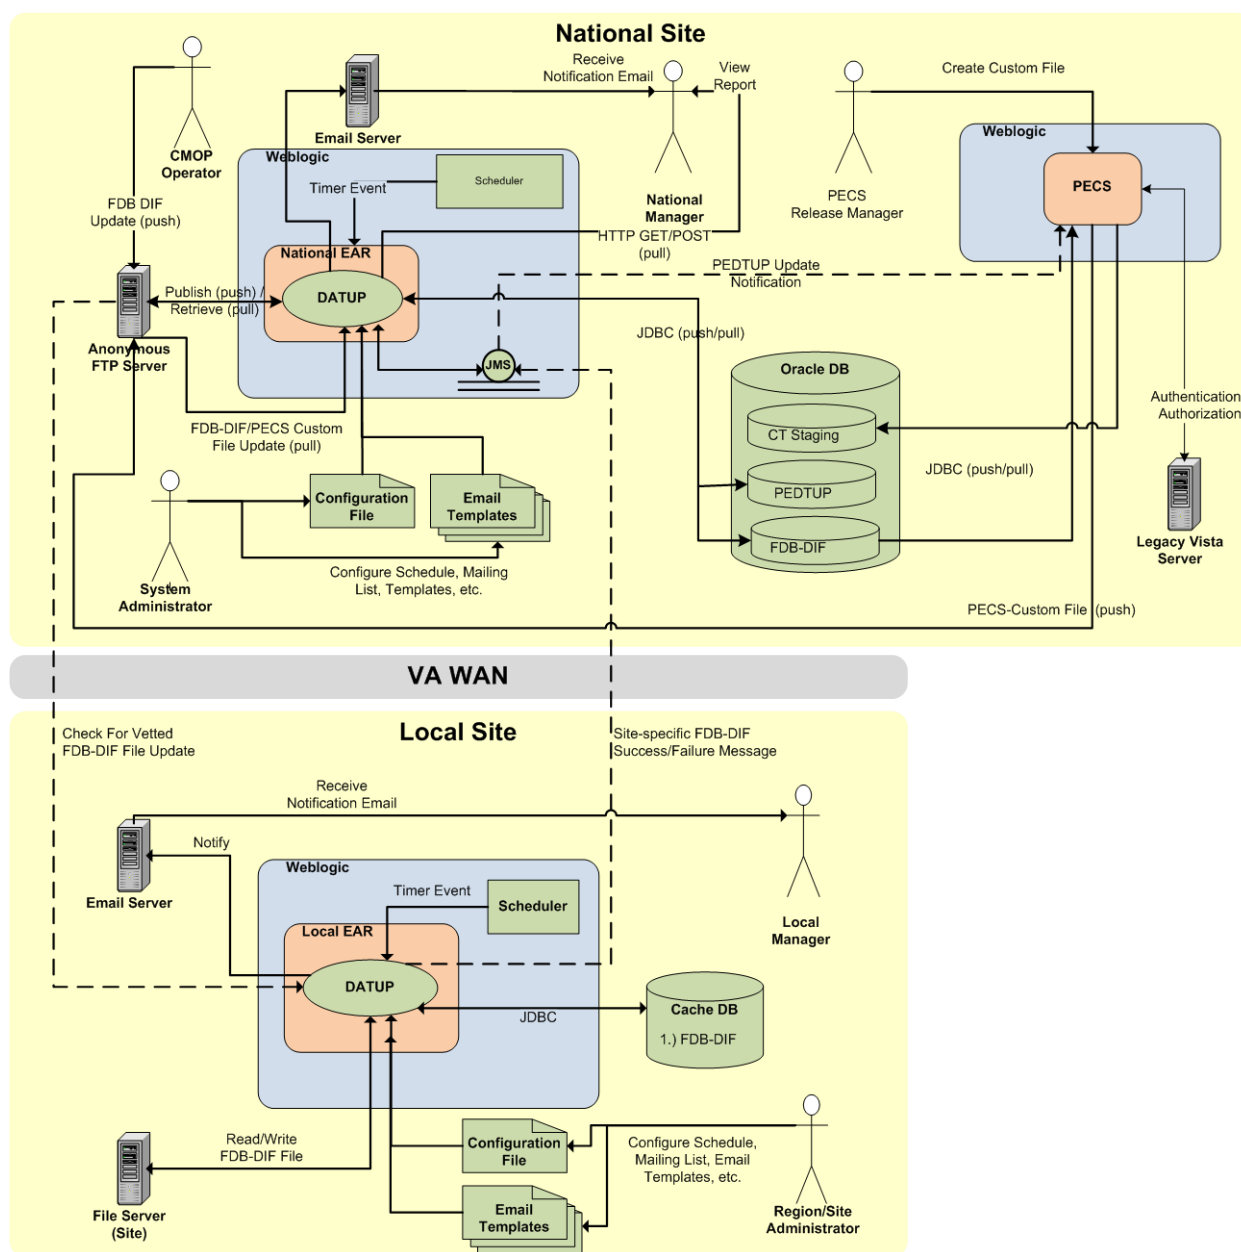 National Site
Receive
Notification Email
View
Report
Create Custom File
Email Server
CMOP
Operator
Weblogic
Weblogic
Timer Event
Scheduler
PECS
National
Manager
PECS
Release Manager
FDB DIF
Update (push)
HTTP GET/POST
(pull)
National EAR
DATUP
PEDTUP Update
Notification
Publish (push) /
Retrieve (pull)
Anonymous
FTP Server
JDBC (push/pull)
JMS
Oracle DB
Authentication
Authorization
FDB-DIF/PECS Custom
File Update (pull)
CT Staging
JDBC (push/pull)
PEDTUP
Configuration
File
Email
Templates
FDB-DIF
Legacy Vista
Server
Configure Schedule, Mailing
List, Templates, etc.
System
Administrator
PECS-Custom File (push)
VA WAN
Local Site
Check For Vetted
FDB-DIF File Update
Site-specific FDB-DIF
Success/Failure Message
Receive
Notification Email
Notify
Email Server
Weblogic
Timer Event
Scheduler
Local
Manager
Local EAR
DATUP
JDBC
Cache DB
1.) FDB-DIF
Read/Write
FDB-DIF File
Configuration
File
Configure Schedule,
Mailing List, Email
Templates, etc.
File Server
(Site)
Email
Templates
Region/Site
Administrator